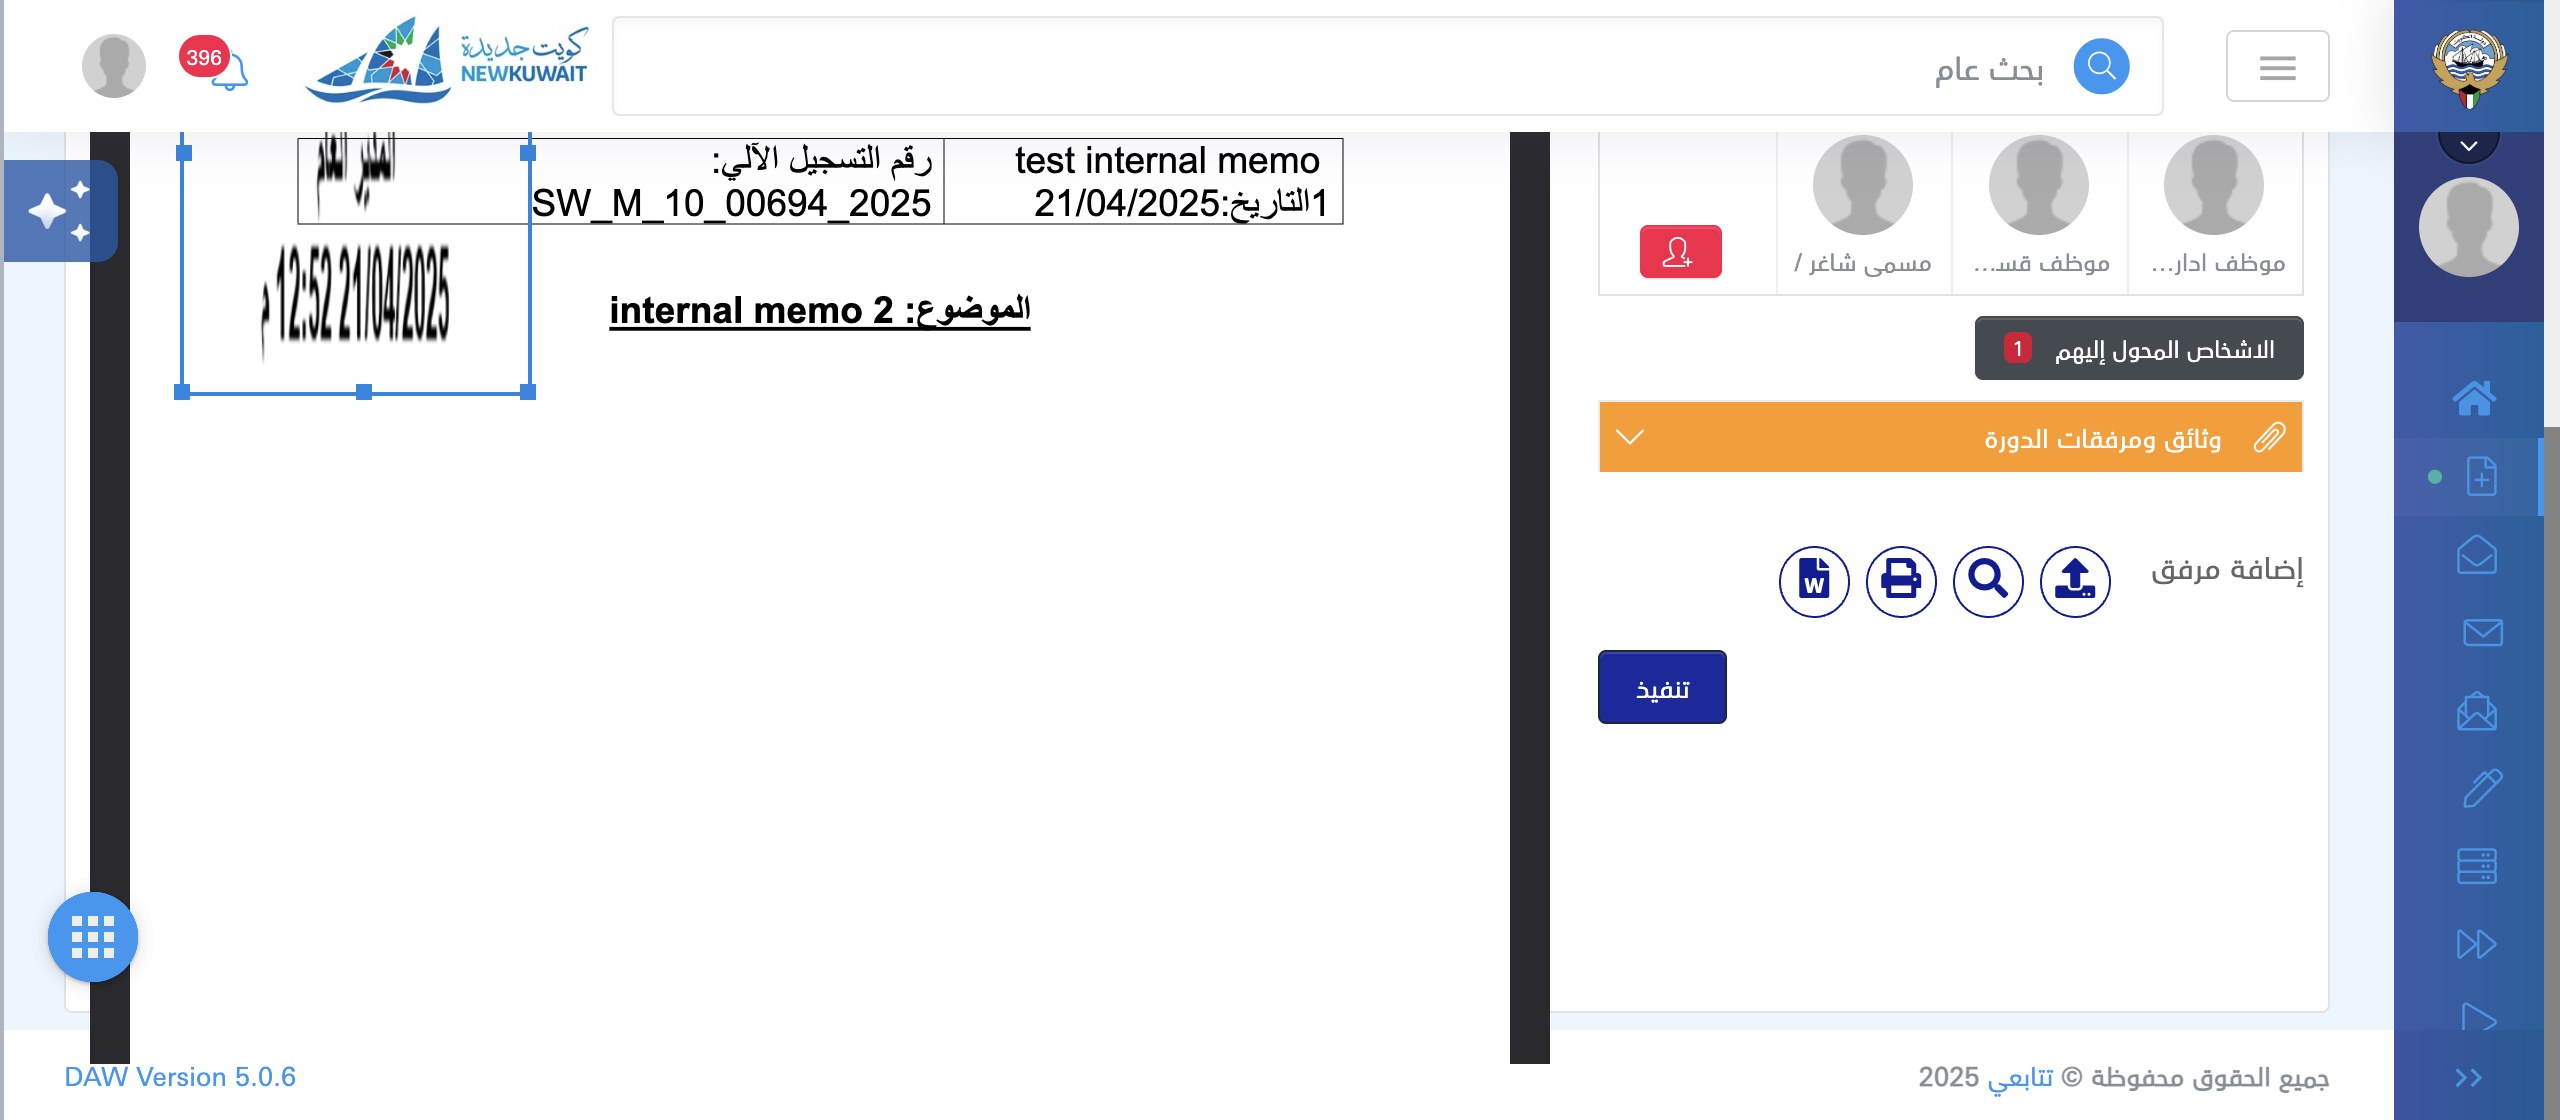 396
كويت جديدة
NEWKUWAIT
بحث عام
المدير العام
رقم التسجيل الآلي:
SW_M_10_00694_2025
test internal memo
1التاريخ:21/04/2025
21/04/2025 12:52 م
الموضوع: internal memo 2
موظف ادار...
موظف قسـ...
مسمى شاغر /
الاشخاص المحول إليهم 1
وثائق ومرفقات الدورة
إضافة مرفق
W
تنفيذ
جميع الحقوق محفوظة © تتابعي 2025
DAW Version 5.0.6